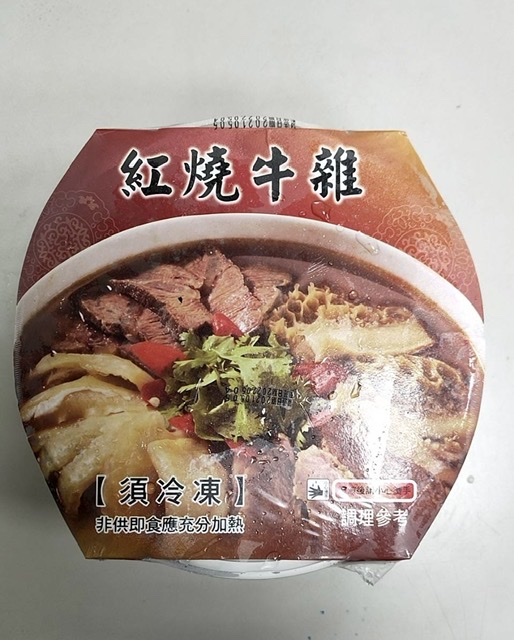 紅燒牛雜
【須冷凍】
非供即食應充分加熱
調理參考